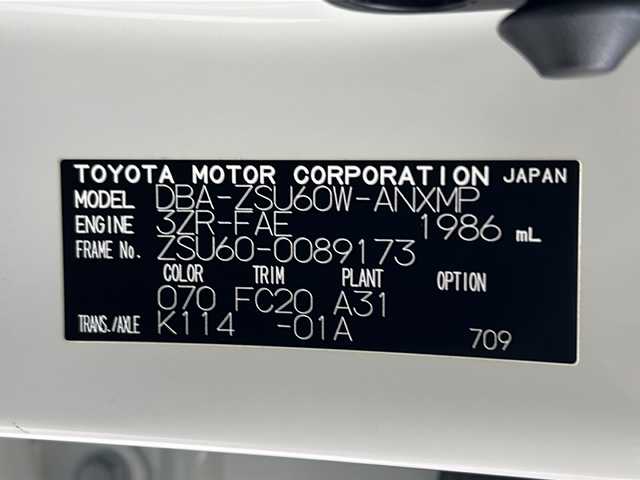 TOYOTA MOTOR CORPORATION JAPAN
MODEL DBA-ZSU60W-ANXMP
ENGINE 3ZR-FAE 1986 mL
FRAME No. ZSU60-0089173
COLOR TRIM PLANT OPTION
070 FC20 A31
TRANS./AXLE K114 -01A 709